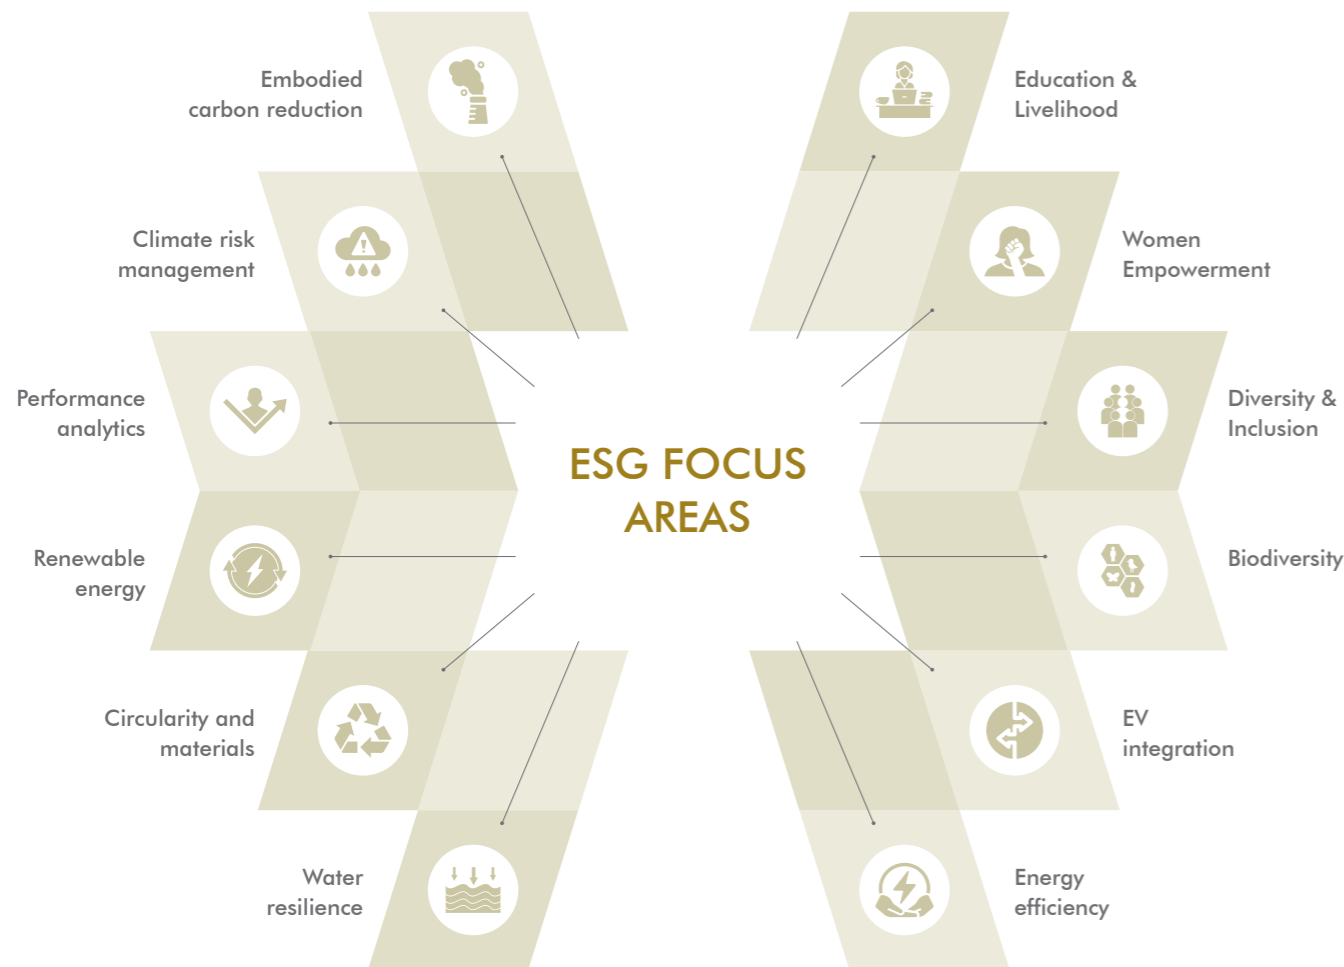 Embodied
carbon reduction
Climate risk
management
Performance
analytics
Renewable
energy
Circularity and
materials
Water
resilience
ESG FOCUS
AREAS
Education &
Livelihood
Women
Empowerment
Diversity &
Inclusion
Biodiversity
EV
integration
Energy
efficiency